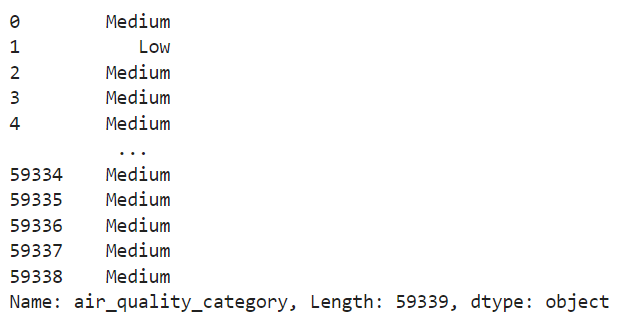 0        Medium
1           Low
2        Medium
3        Medium
4        Medium
          ...
59334    Medium
59335    Medium
59336    Medium
59337    Medium
59338    Medium
Name: air_quality_category, Length: 59339, dtype: object